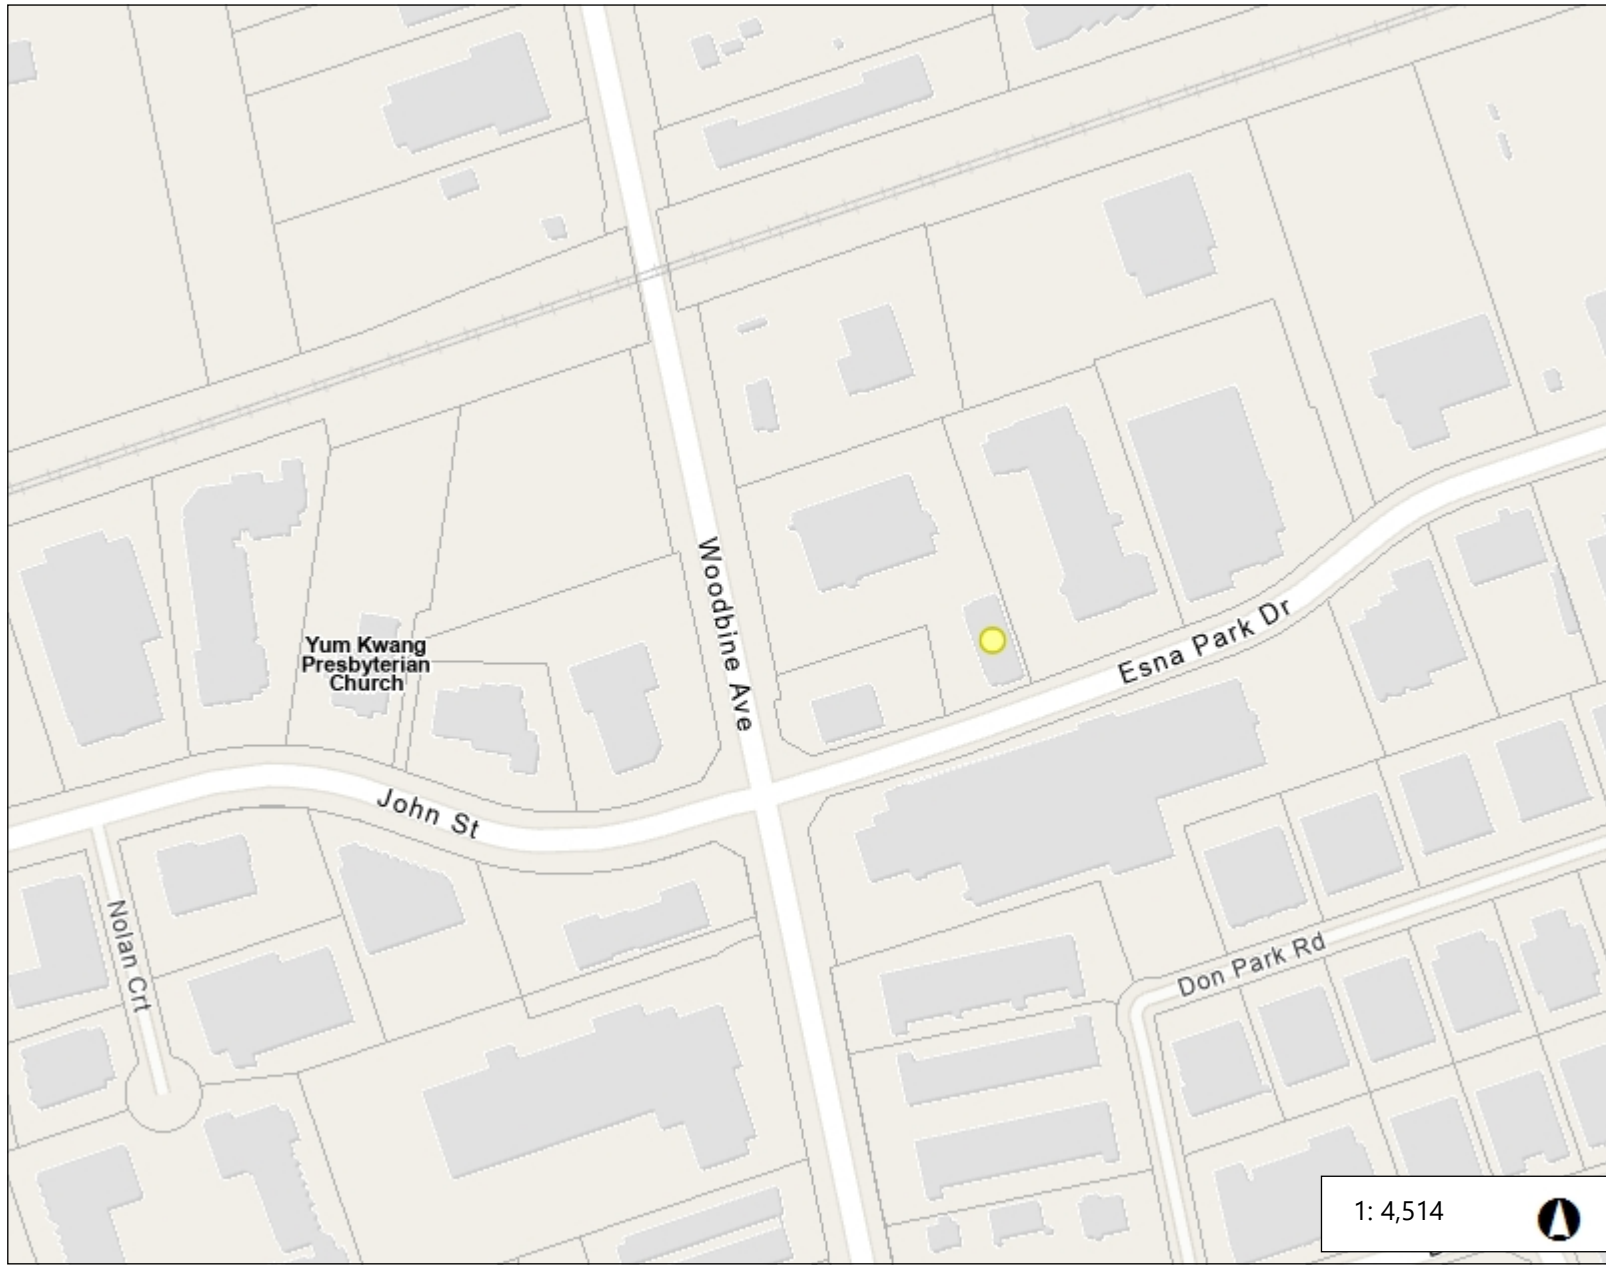 Woodbine Ave
Esna Park Dr
Yum Kwang
Presbyterian
Church
John St
Nolan Crt
Don Park Rd
1: 4,514